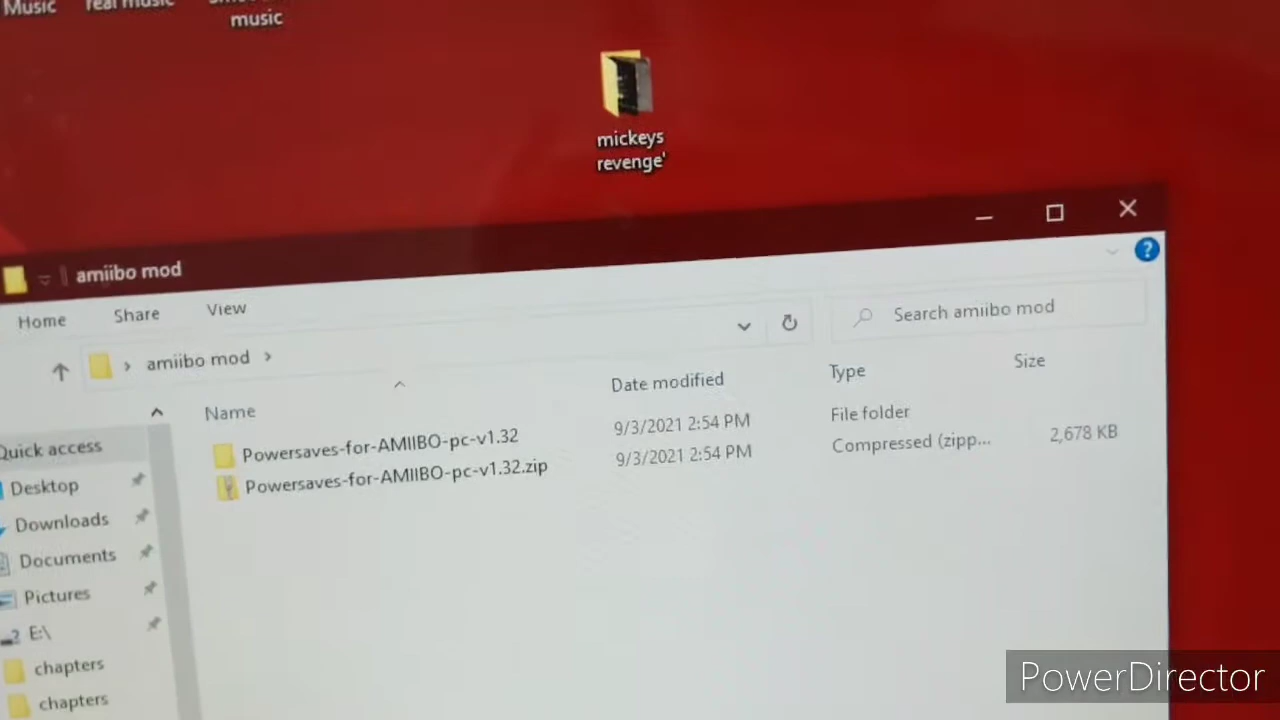 Music
real music
music
mickeys
revenge'
amiibo mod
Home Share View
amiibo mod
Search amiibo mod
Name Date modified Type Size
Powersaves-for-AMIIBO-pc-v1.32 9/3/2021 2:54 PM File folder
Powersaves-for-AMIIBO-pc-v1.32.zip 9/3/2021 2:54 PM Compressed (zipp... 2,678 KB
Quick access
Desktop
Downloads
Documents
Pictures
E:\
chapters
chapters
PowerDirector